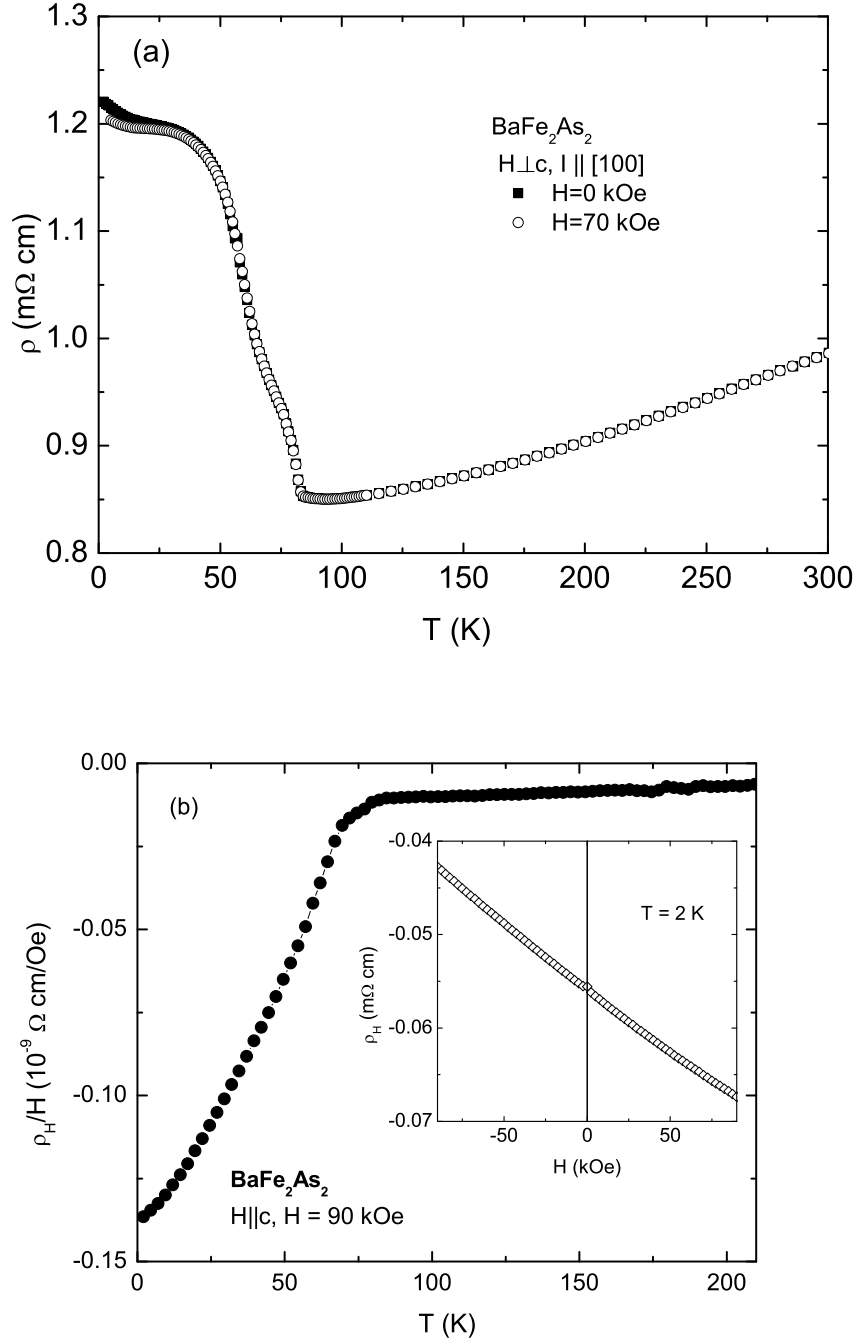 1.3
(a)
1.2
BaFe₂As₂
H⊥c, I || [100]
H=0 kOe
H=70 kOe
1.1
ρ (mΩ cm)
1.0
0.9
0.8
0 50 100 150 200 250 300
T (K)
0.00
(b)
-0.04
T = 2 K
-0.05
-0.05
ρH (mΩ cm)
-0.06
-0.07
-50 0 50
H (kOe)
ρH/H (10⁻⁹ Ω cm/Oe)
-0.10
BaFe₂As₂
H||c, H = 90 kOe
-0.15
0 50 100 150 200
T (K)